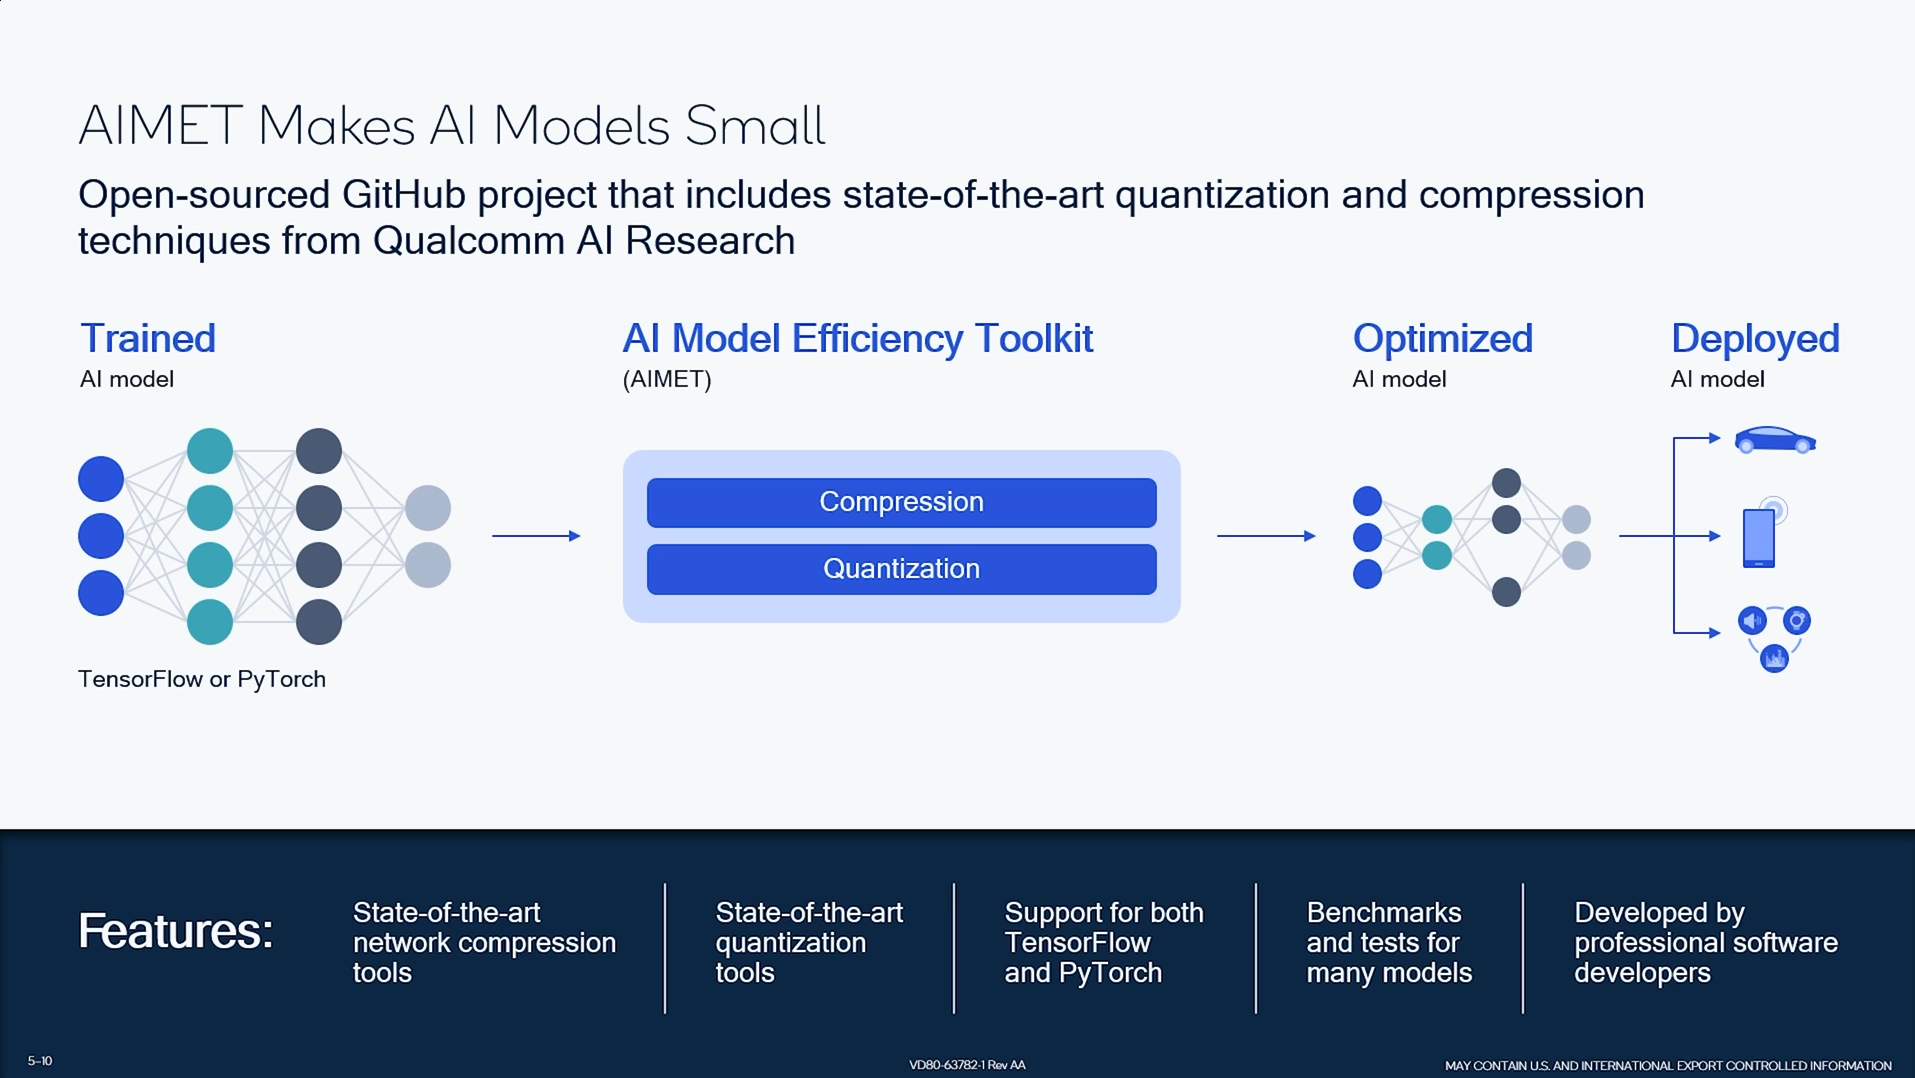 AIMET Makes AI Models Small
Open-sourced GitHub project that includes state-of-the-art quantization and compression
techniques from Qualcomm AI Research
Trained
AI model
TensorFlow or PyTorch
AI Model Efficiency Toolkit
(AIMET)
Compression
Quantization
Optimized
AI model
Deployed
AI model
Features:
State-of-the-art
network compression
tools
State-of-the-art
quantization
tools
Support for both
TensorFlow
and PyTorch
Benchmarks
and tests for
many models
Developed by
professional software
developers
5-10
VD80-63782-1 Rev AA
MAY CONTAIN U.S. AND INTERNATIONAL EXPORT CONTROLLED INFORMATION